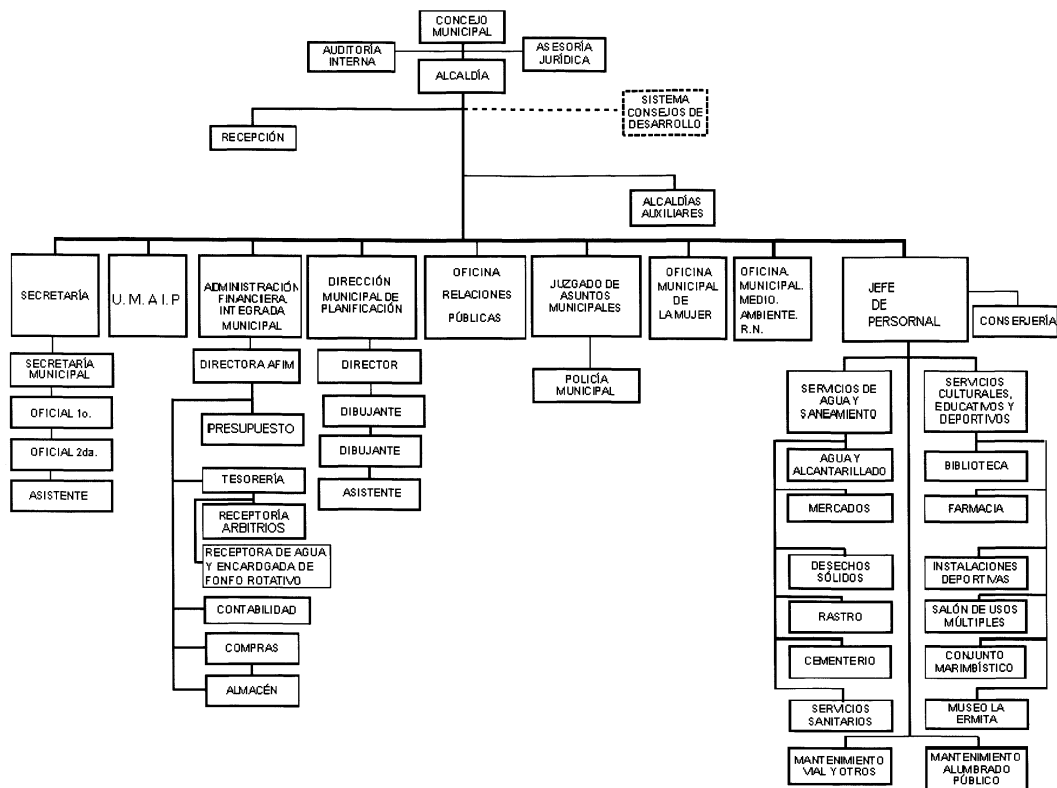 CONCEJO
MUNICIPAL
AUDITORÍA
INTERNA
ASESORÍA
JURÍDICA
ALCALDÍA
SISTEMA
CONSEJOS DE
DESARROLLO
RECEPCIÓN
ALCALDÍAS
AUXILIARES
SECRETARÍA
U.M.A.I.P
ADMINISTRACIÓN
FINANCIERA.
INTEGRADA
MUNICIPAL
DIRECCIÓN
MUNICIPAL DE
PLANIFICACIÓN
OFICINA
RELACIONES
PÚBLICAS
JUZGADO DE
ASUNTOS
MUNICIPALES
OFICINA
MUNICIPAL
DE
LA MUJER
OFICINA.
MUNICIPAL.
MEDIO.
AMBIENTE.
R.N.
JEFE
DE
PERSORNAL
CONSERJERÍA
SECRETARÍA
MUNICIPAL
OFICIAL 1o.
OFICIAL 2da.
ASISTENTE
DIRECTORA AFIM
PRESUPUESTO
TESORERÍA
RECEPTORÍA
ARBITRIOS
RECEPTORA DE AGUA
Y ENCARDGADA DE
FONFO ROTATIVO
CONTABILIDAD
COMPRAS
ALMACÉN
DIRECTOR
DIBUJANTE
DIBUJANTE
ASISTENTE
POLICÍA
MUNICIPAL
SERVICIOS DE
AGUA Y
SANEAMIENTO
AGUA Y
ALCANTARILLADO
MERCADOS
DESECHOS
SÓLIDOS
RASTRO
CEMENTERIO
SERVICIOS
SANITARIOS
MANTENIMIENTO
VIAL Y OTROS
SERVICIOS
CULTURALES,
EDUCATIVOS Y
DEPORTIVOS
BIBLIOTECA
FARMACIA
INSTALACIONES
DEPORTIVAS
SALÓN DE USOS
MÚLTIPLES
CONJUNTO
MARIMBÍSTICO
MUSEO LA
ERMITA
MANTENIMIENTO
ALUMBRADO
PÚBLICO